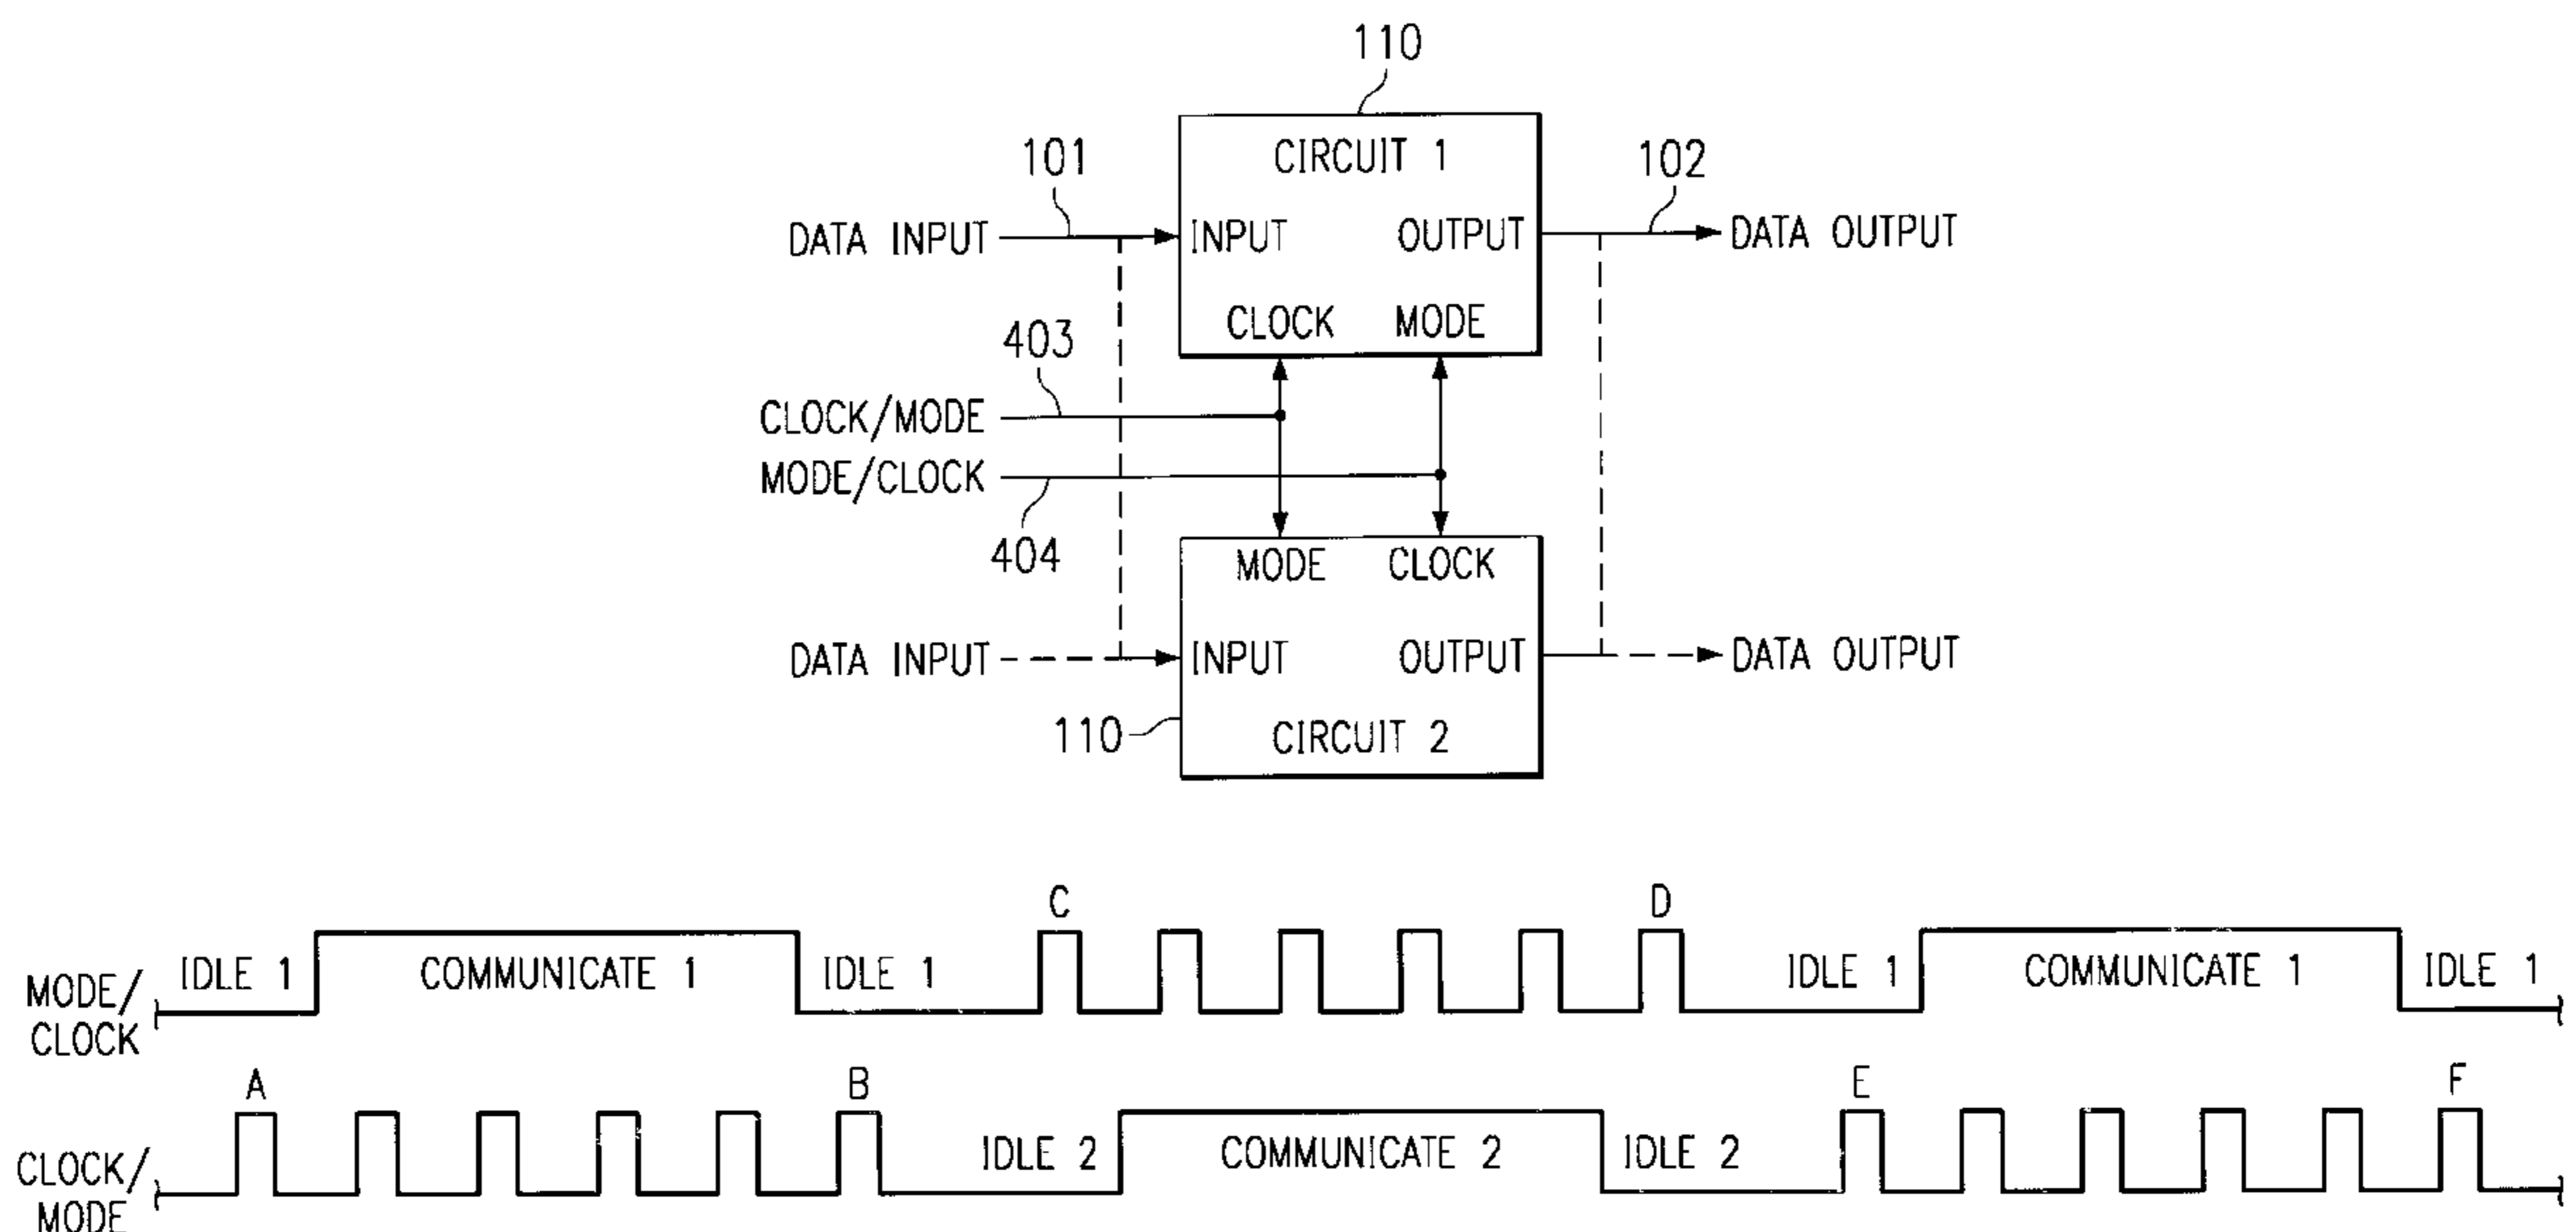 110
CIRCUIT 1
101
102
DATA INPUT
INPUT
OUTPUT
DATA OUTPUT
CLOCK
MODE
403
CLOCK/MODE
MODE/CLOCK
404
MODE
CLOCK
DATA INPUT
INPUT
OUTPUT
DATA OUTPUT
110
CIRCUIT 2
C
D
IDLE 1
COMMUNICATE 1
IDLE 1
IDLE 1
COMMUNICATE 1
IDLE 1
MODE/
CLOCK
A
B
E
F
IDLE 2
COMMUNICATE 2
IDLE 2
CLOCK/
MODE